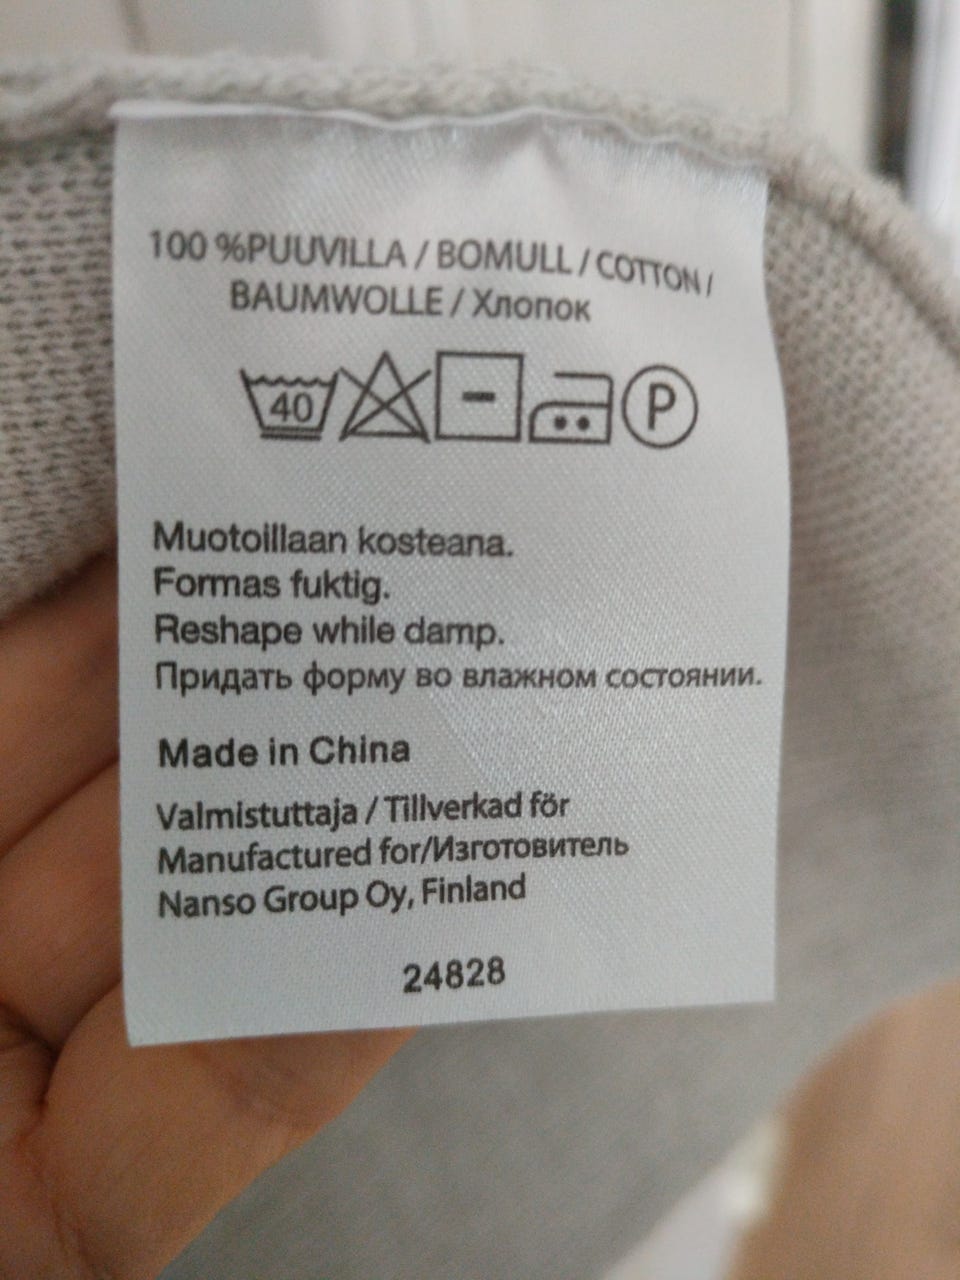 100 %PUUVILLA / BOMULL / COTTON /
BAUMWOLLE / Хлопок
40 P
Muotoillaan kosteana.
Formas fuktig.
Reshape while damp.
Придать форму во влажном состоянии.
Made in China
Valmistuttaja / Tillverkad för
Manufactured for/Изготовитель
Nanso Group Oy, Finland
24828